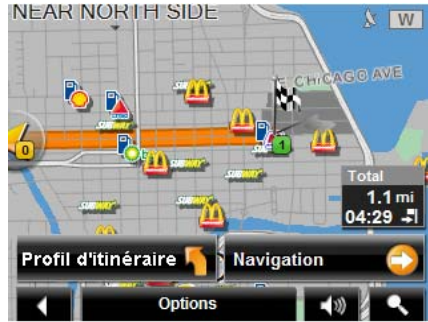 NEAR NORTH SIDE
W
E CHICAGO AVE
SUBWAY
CITGO
SUBWAY
0
b
SUBWAY
1
SUBWAY
Total
1.1 mi
04:29
SUBWAY
SUBWAY
Profil d'itinéraire
Navigation
Options